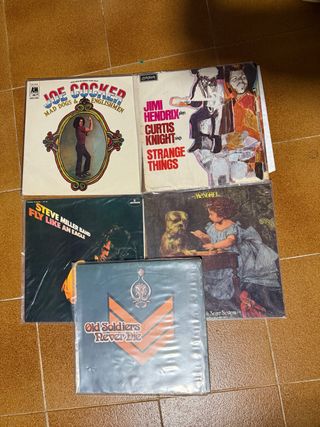 JOE COCKER
MAD DOGS & ENGLISHMEN
JIMI
HENDRIX
CURTIS
KNIGHT
STRANGE
THINGS
STEVE MILLER BAND
FLY LIKE AN EAGLE
Old Soldiers
Never Die